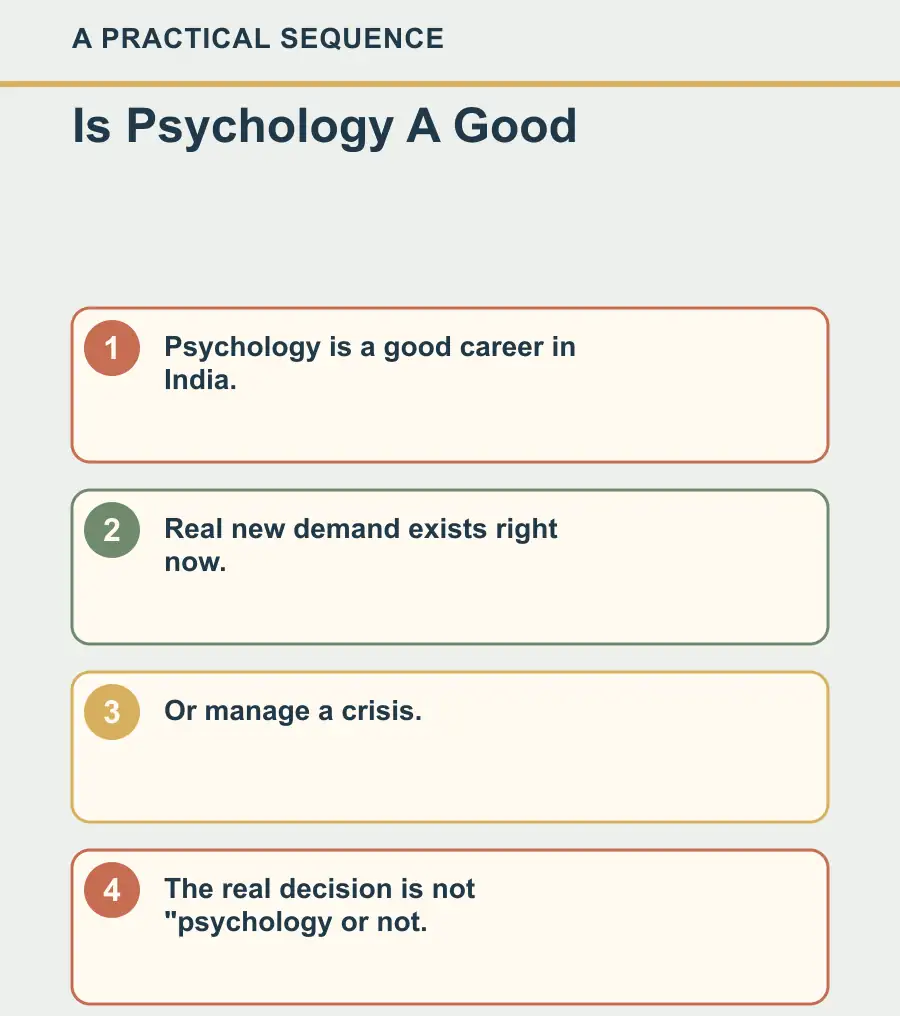 A PRACTICAL SEQUENCE
Is Psychology A Good
1
Psychology is a good career in
India.
2
Real new demand exists right
now.
3
Or manage a crisis.
4
The real decision is not
"psychology or not.